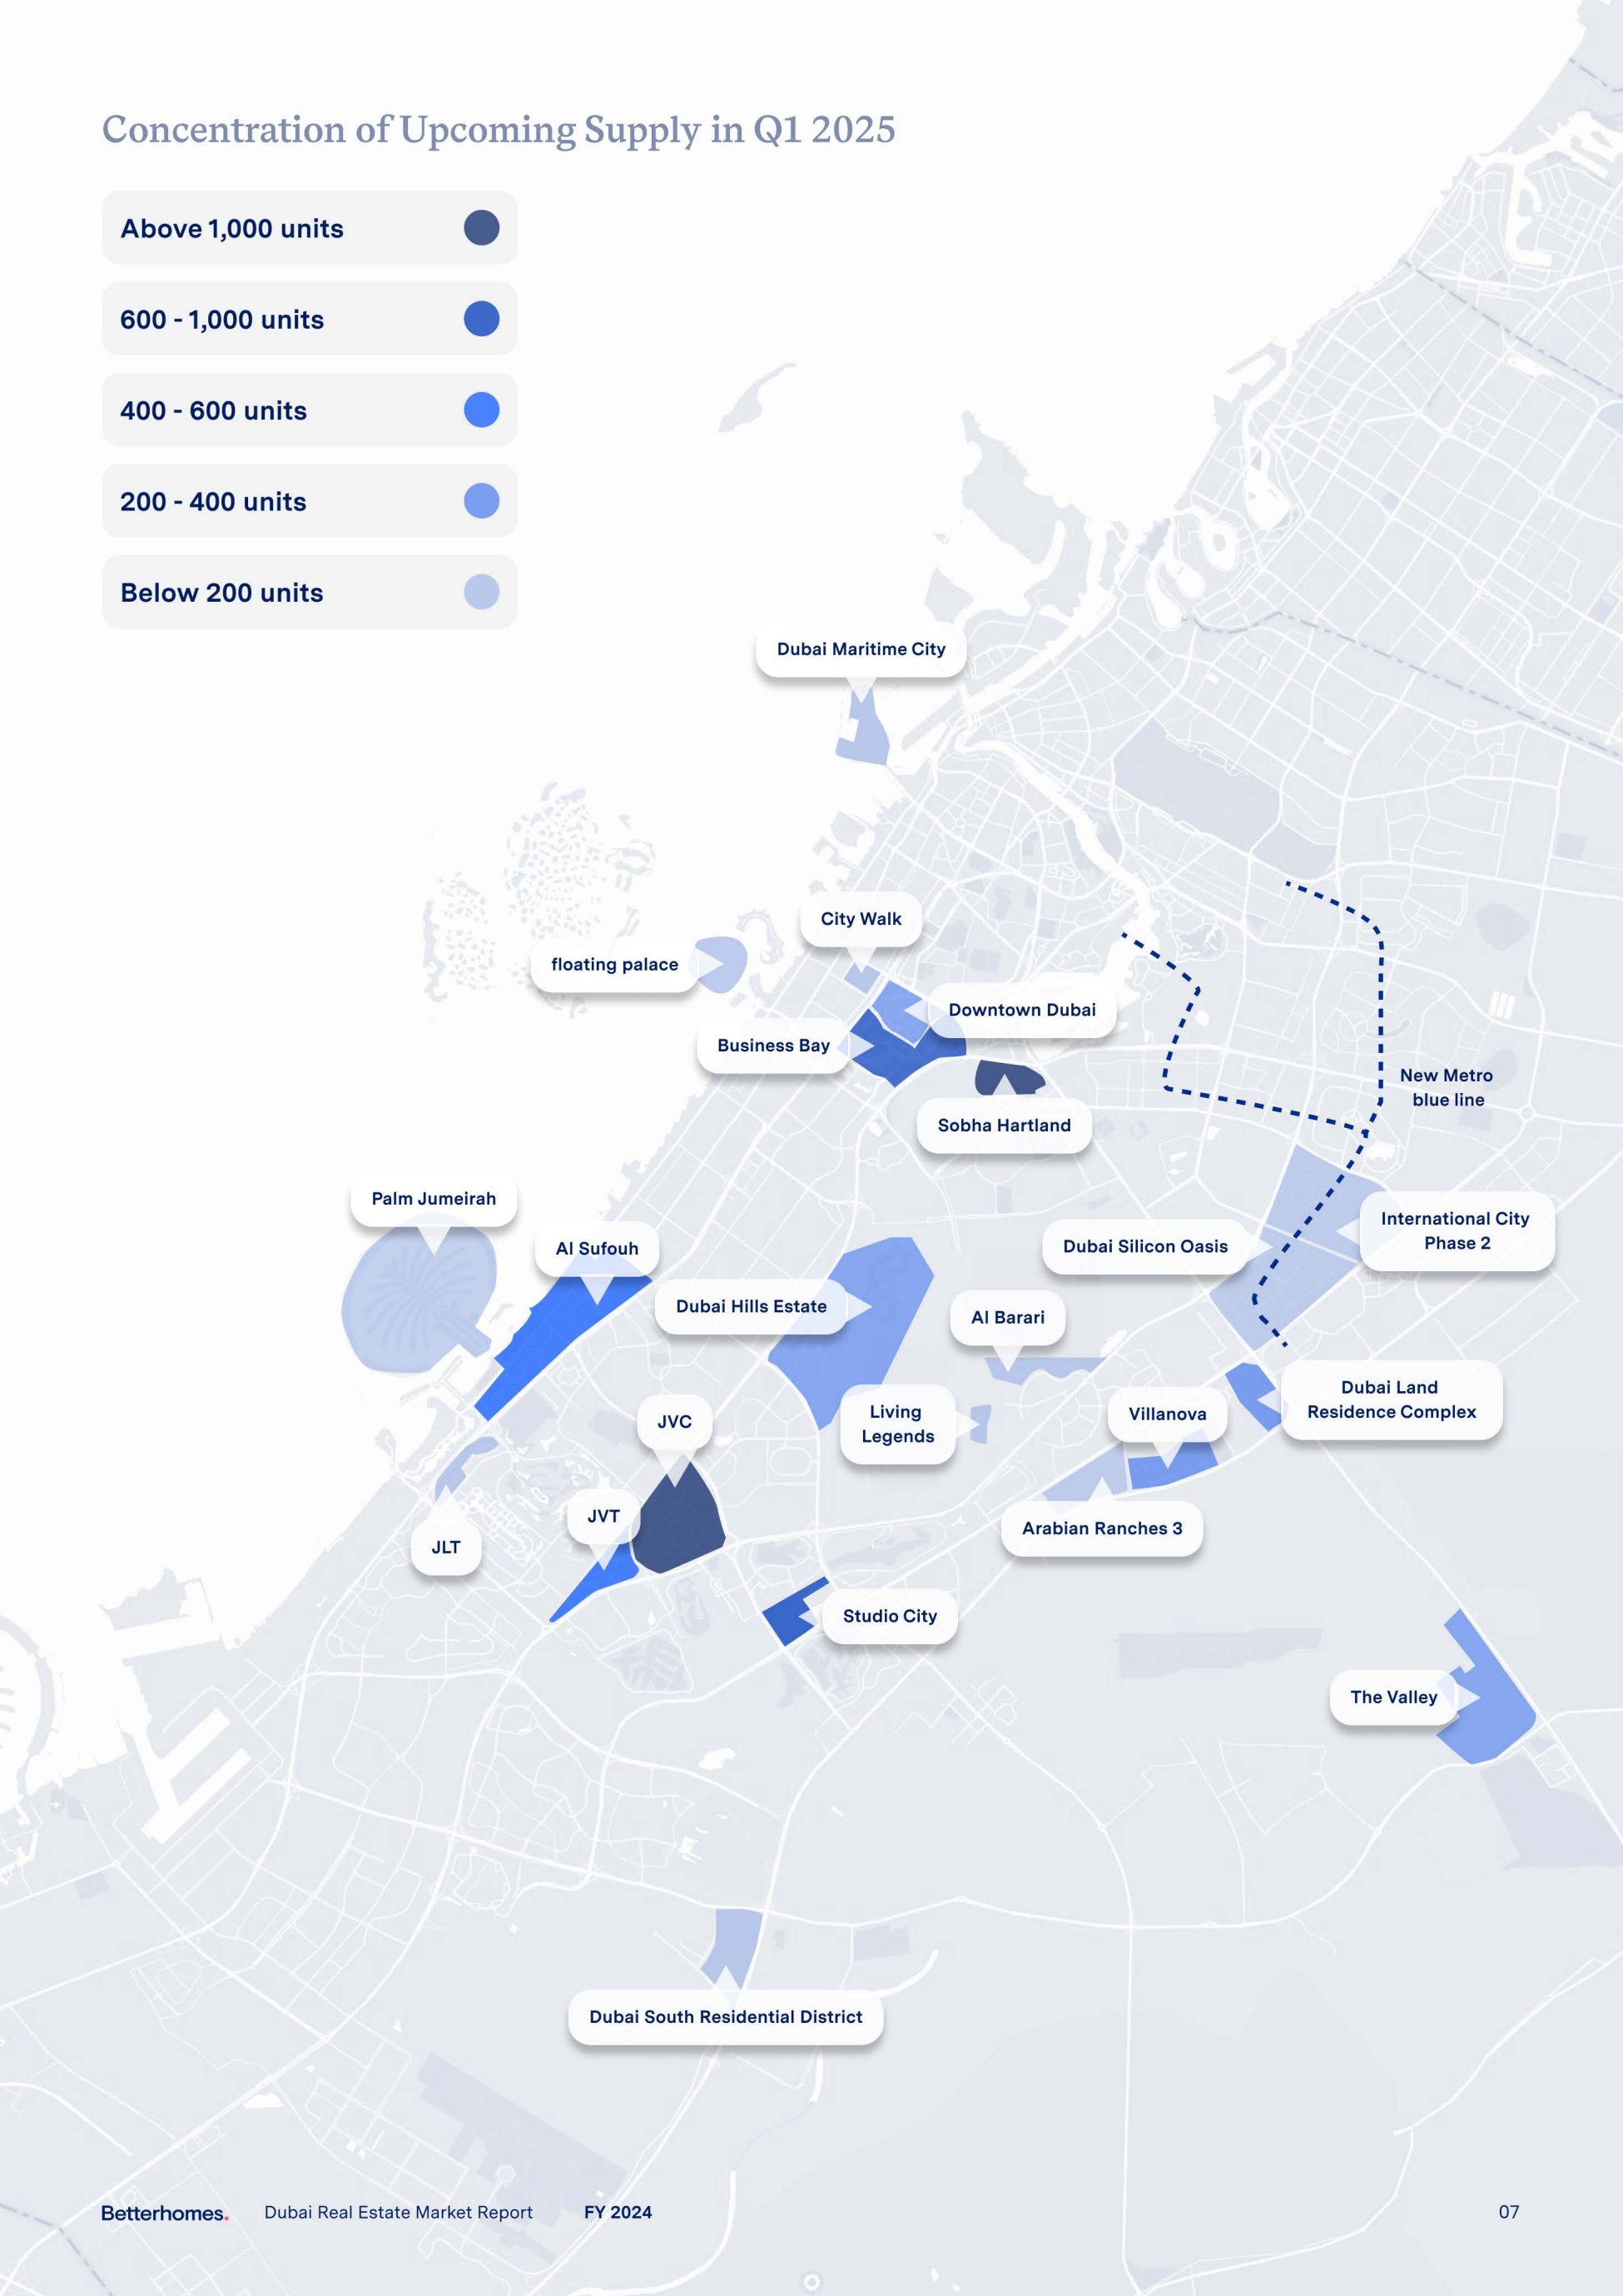 Concentration of Upcoming Supply in Q1 2025
Above 1,000 units
600 - 1,000 units
400 - 600 units
200 - 400 units
Below 200 units
Dubai Maritime City
City Walk
floating palace
Downtown Dubai
Business Bay
New Metro
blue line
Sobha Hartland
Palm Jumeirah
Al Sufouh
International City
Phase 2
Dubai Silicon Oasis
Dubai Hills Estate
Al Barari
Dubai Land
Residence Complex
Living
Legends
Villanova
JVC
JVT
Arabian Ranches 3
JLT
Studio City
The Valley
Dubai South Residential District
Betterhomes. Dubai Real Estate Market Report FY 2024 07